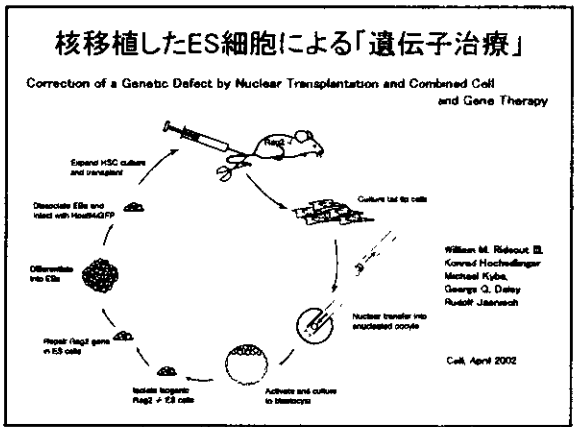 核移植したES細胞による「遺伝子治療」
Correction of a Genetic Defect by Nuclear Transplantation and Combined Cell
and Gene Therapy
Rag2 -/-
Expand HSC culture
and transplant
Culture tail tip cells
Dissociate EBs and
infect with HoxB4iGFP
Differentiate
into EBs
Nuclear transfer into
enucleated oocyte
Repair Rag2 gene
in ES cells
Isolate isogenic
Rag2 -/- ES cells
Activate and culture
to blastocyst
William M. Rideout III,
Konrad Hochedlinger
Michael Kyba,
George Q. Daley
Rudolf Jaenisch
Cell, April 2002